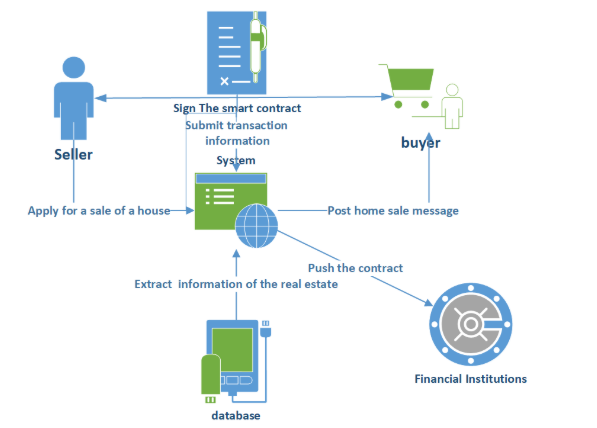 Sign The smart contract
Submit transaction
information
Seller
buyer
System
Apply for a sale of a house
Post home sale message
Push the contract
Extract information of the real estate
Financial Institutions
database